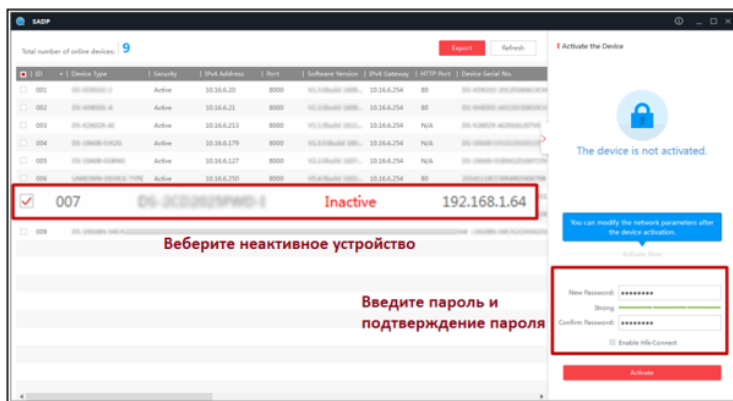 SADP
Total number of online devices: 9
Export
Refresh
ID
Device Type
Security
IPv4 Address
Port
Software Version
IPv4 Gateway
HTTP Port
Device Serial No.
001 Active 10.16.6.20 8000 10.16.6.254 80
002 Active 10.16.6.21 8000 10.16.6.254 80
003 Active 10.16.6.213 8000 10.16.6.254 N/A
004 Active 10.16.6.179 8000 10.16.6.254 N/A
005 Active 10.16.6.127 8000 10.16.6.254 N/A
006 Active 10.16.6.250 8000 10.16.6.254 80
007 DS-2CD2025FWD-I Inactive 192.168.1.64
009
Веберите неактивное устройство
Введите пароль и
подтверждение пароля
Activate the Device
The device is not activated.
You can modify the network parameters after
the device activation.
Activate Now
New Password:
Strong
Confirm Password:
Enable Hik-Connect
Activate